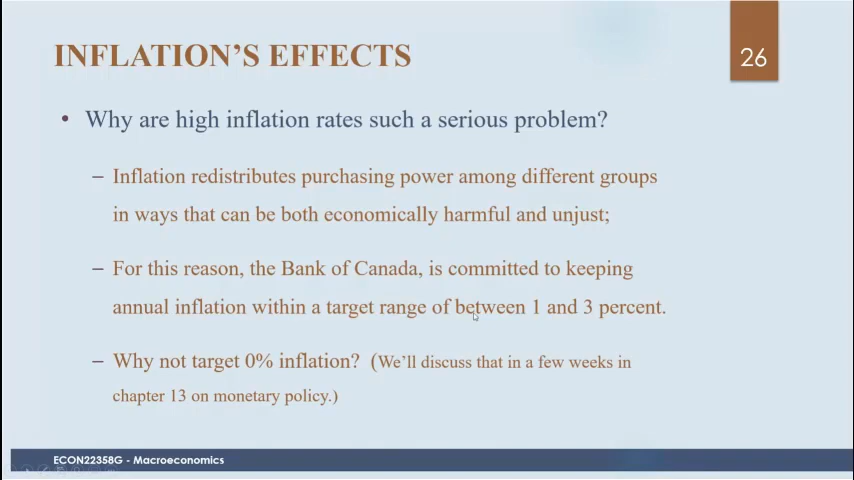 INFLATION'S EFFECTS
26
• Why are high inflation rates such a serious problem?
– Inflation redistributes purchasing power among different groups
in ways that can be both economically harmful and unjust;
– For this reason, the Bank of Canada, is committed to keeping
annual inflation within a target range of between 1 and 3 percent.
– Why not target 0% inflation? (We'll discuss that in a few weeks in
chapter 13 on monetary policy.)
ECON22358G - Macroeconomics